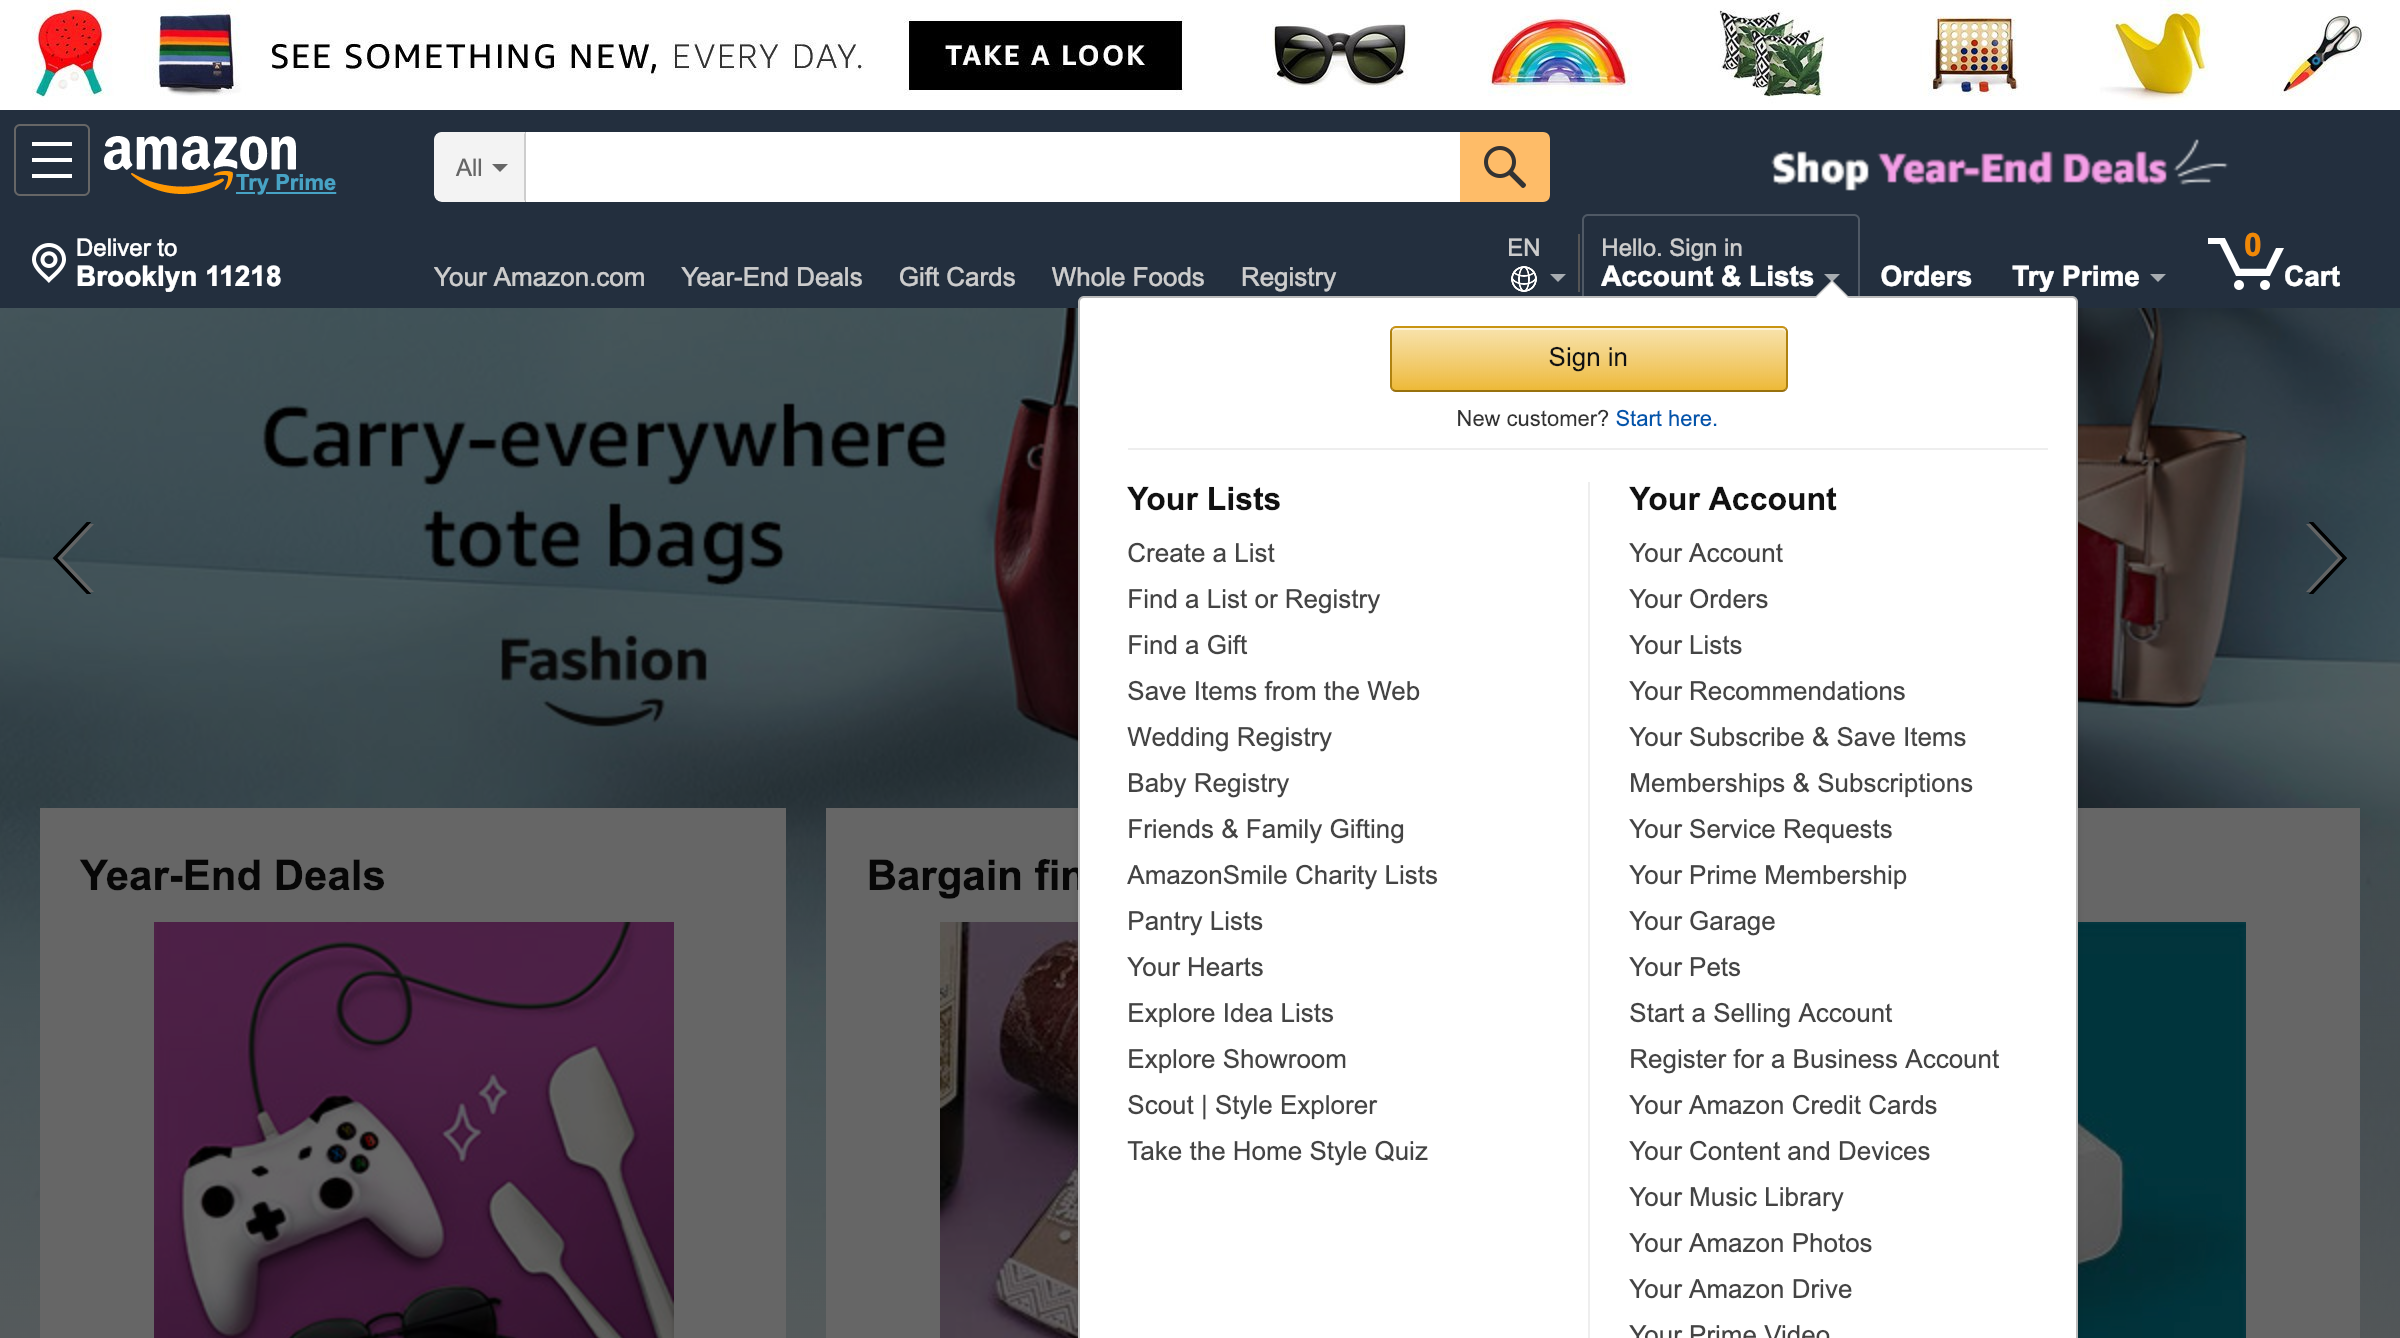 SEE SOMETHING NEW, EVERY DAY.
TAKE A LOOK
amazon
Try Prime
All
Shop Year-End Deals
Deliver to
Brooklyn 11218
Your Amazon.com
Year-End Deals
Gift Cards
Whole Foods
Registry
EN
Hello. Sign in
Account & Lists
Orders
Try Prime
0
Cart
Carry-everywhere
tote bags
Fashion
Sign in
New customer? Start here.
Your Lists
Create a List
Find a List or Registry
Find a Gift
Save Items from the Web
Wedding Registry
Baby Registry
Friends & Family Gifting
AmazonSmile Charity Lists
Pantry Lists
Your Hearts
Explore Idea Lists
Explore Showroom
Scout | Style Explorer
Take the Home Style Quiz
Your Account
Your Account
Your Orders
Your Lists
Your Recommendations
Your Subscribe & Save Items
Memberships & Subscriptions
Your Service Requests
Your Prime Membership
Your Garage
Your Pets
Start a Selling Account
Register for a Business Account
Your Amazon Credit Cards
Your Content and Devices
Your Music Library
Your Amazon Photos
Your Amazon Drive
Your Prime Video
Year-End Deals
Bargain